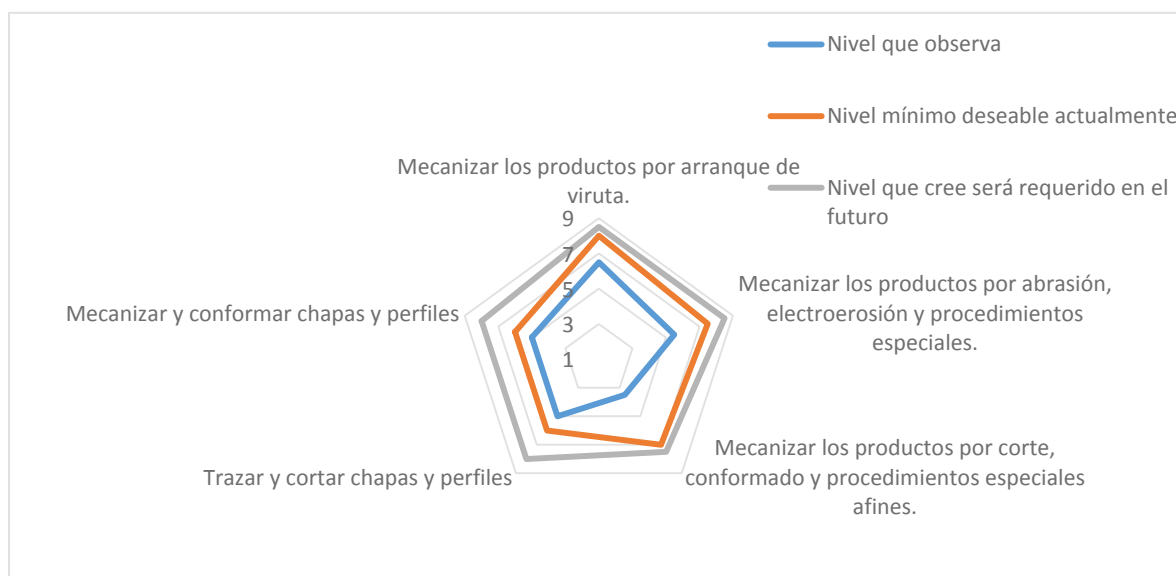 Nivel que observa
Nivel mínimo deseable actualmente
Nivel que cree será requerido en el
futuro
Mecanizar los productos por arranque de
viruta.
9
7
5
3
1
Mecanizar los productos por abrasión,
electroerosión y procedimientos
especiales.
Mecanizar los productos por corte,
conformado y procedimientos especiales
afines.
Trazar y cortar chapas y perfiles
Mecanizar y conformar chapas y perfiles